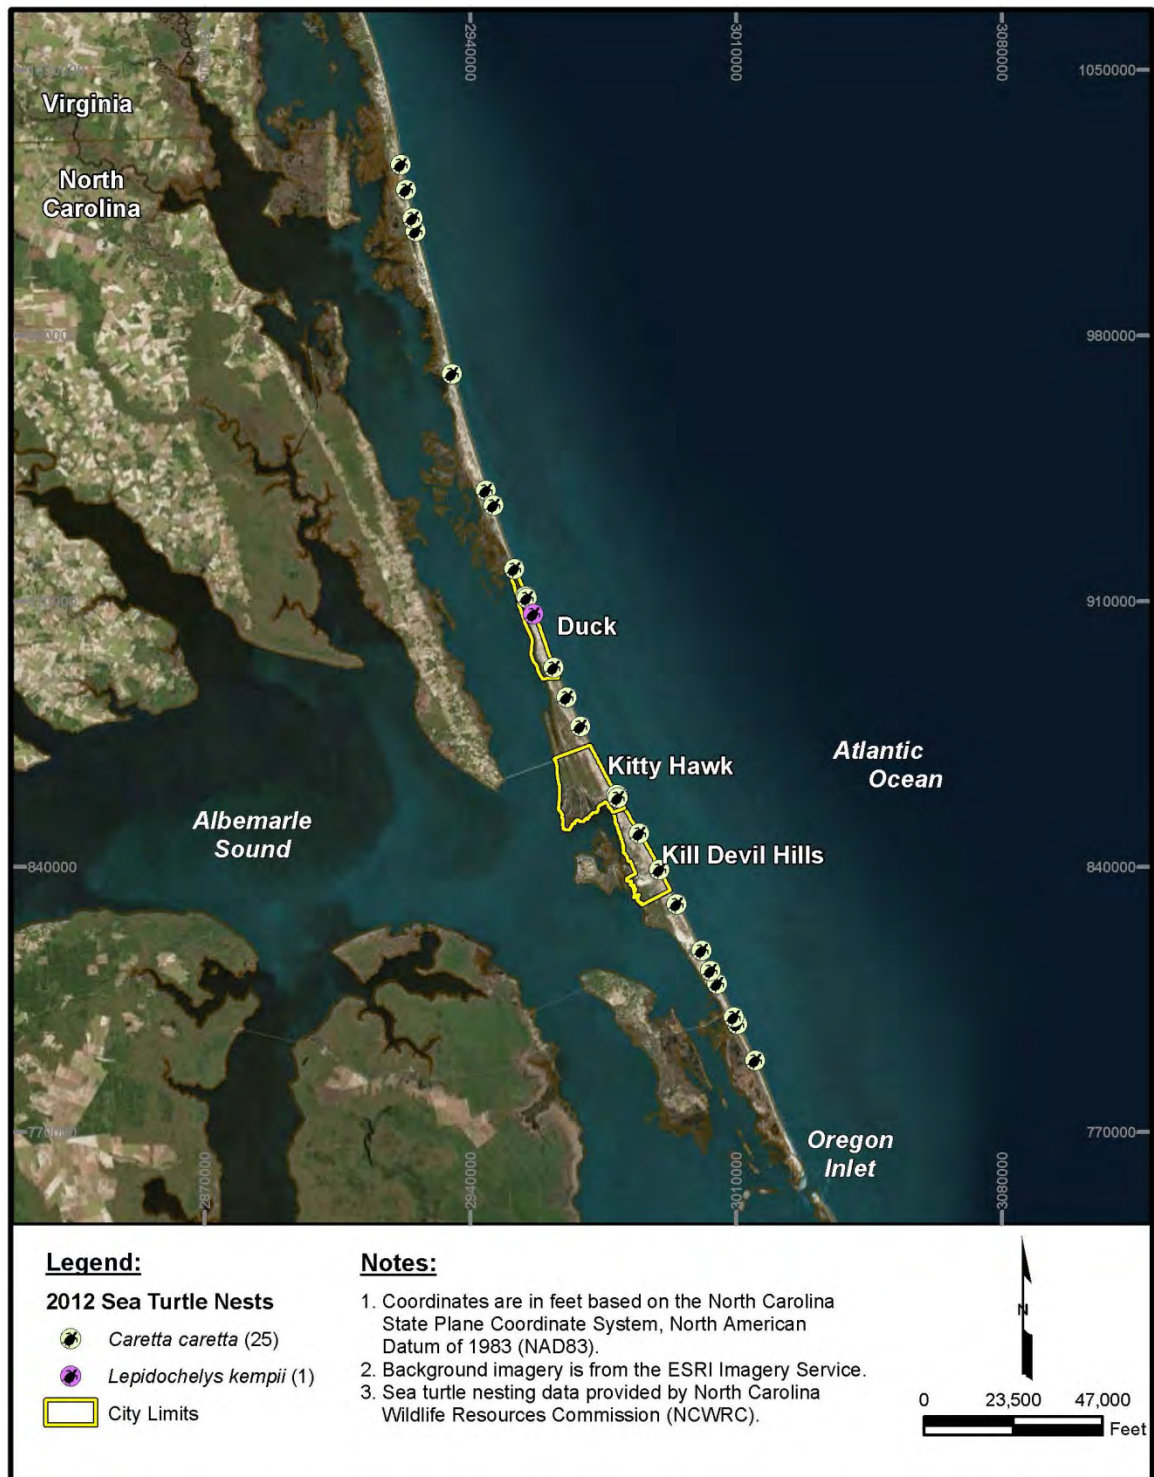 2940000
3010000
3080000
1050000
Virginia
North
Carolina
980000
910000
Duck
Kitty Hawk
Atlantic
Ocean
Albemarle
Sound
Kill Devil Hills
840000
840000
770000
770000
Oregon
Inlet
2870000
2940000
3010000
3080000
Legend:
2012 Sea Turtle Nests
Caretta caretta (25)
Lepidochelys kempii (1)
City Limits
Notes:
1. Coordinates are in feet based on the North Carolina
State Plane Coordinate System, North American
Datum of 1983 (NAD83).
2. Background imagery is from the ESRI Imagery Service.
3. Sea turtle nesting data provided by North Carolina
Wildlife Resources Commission (NCWRC).
N
0 23,500 47,000
Feet